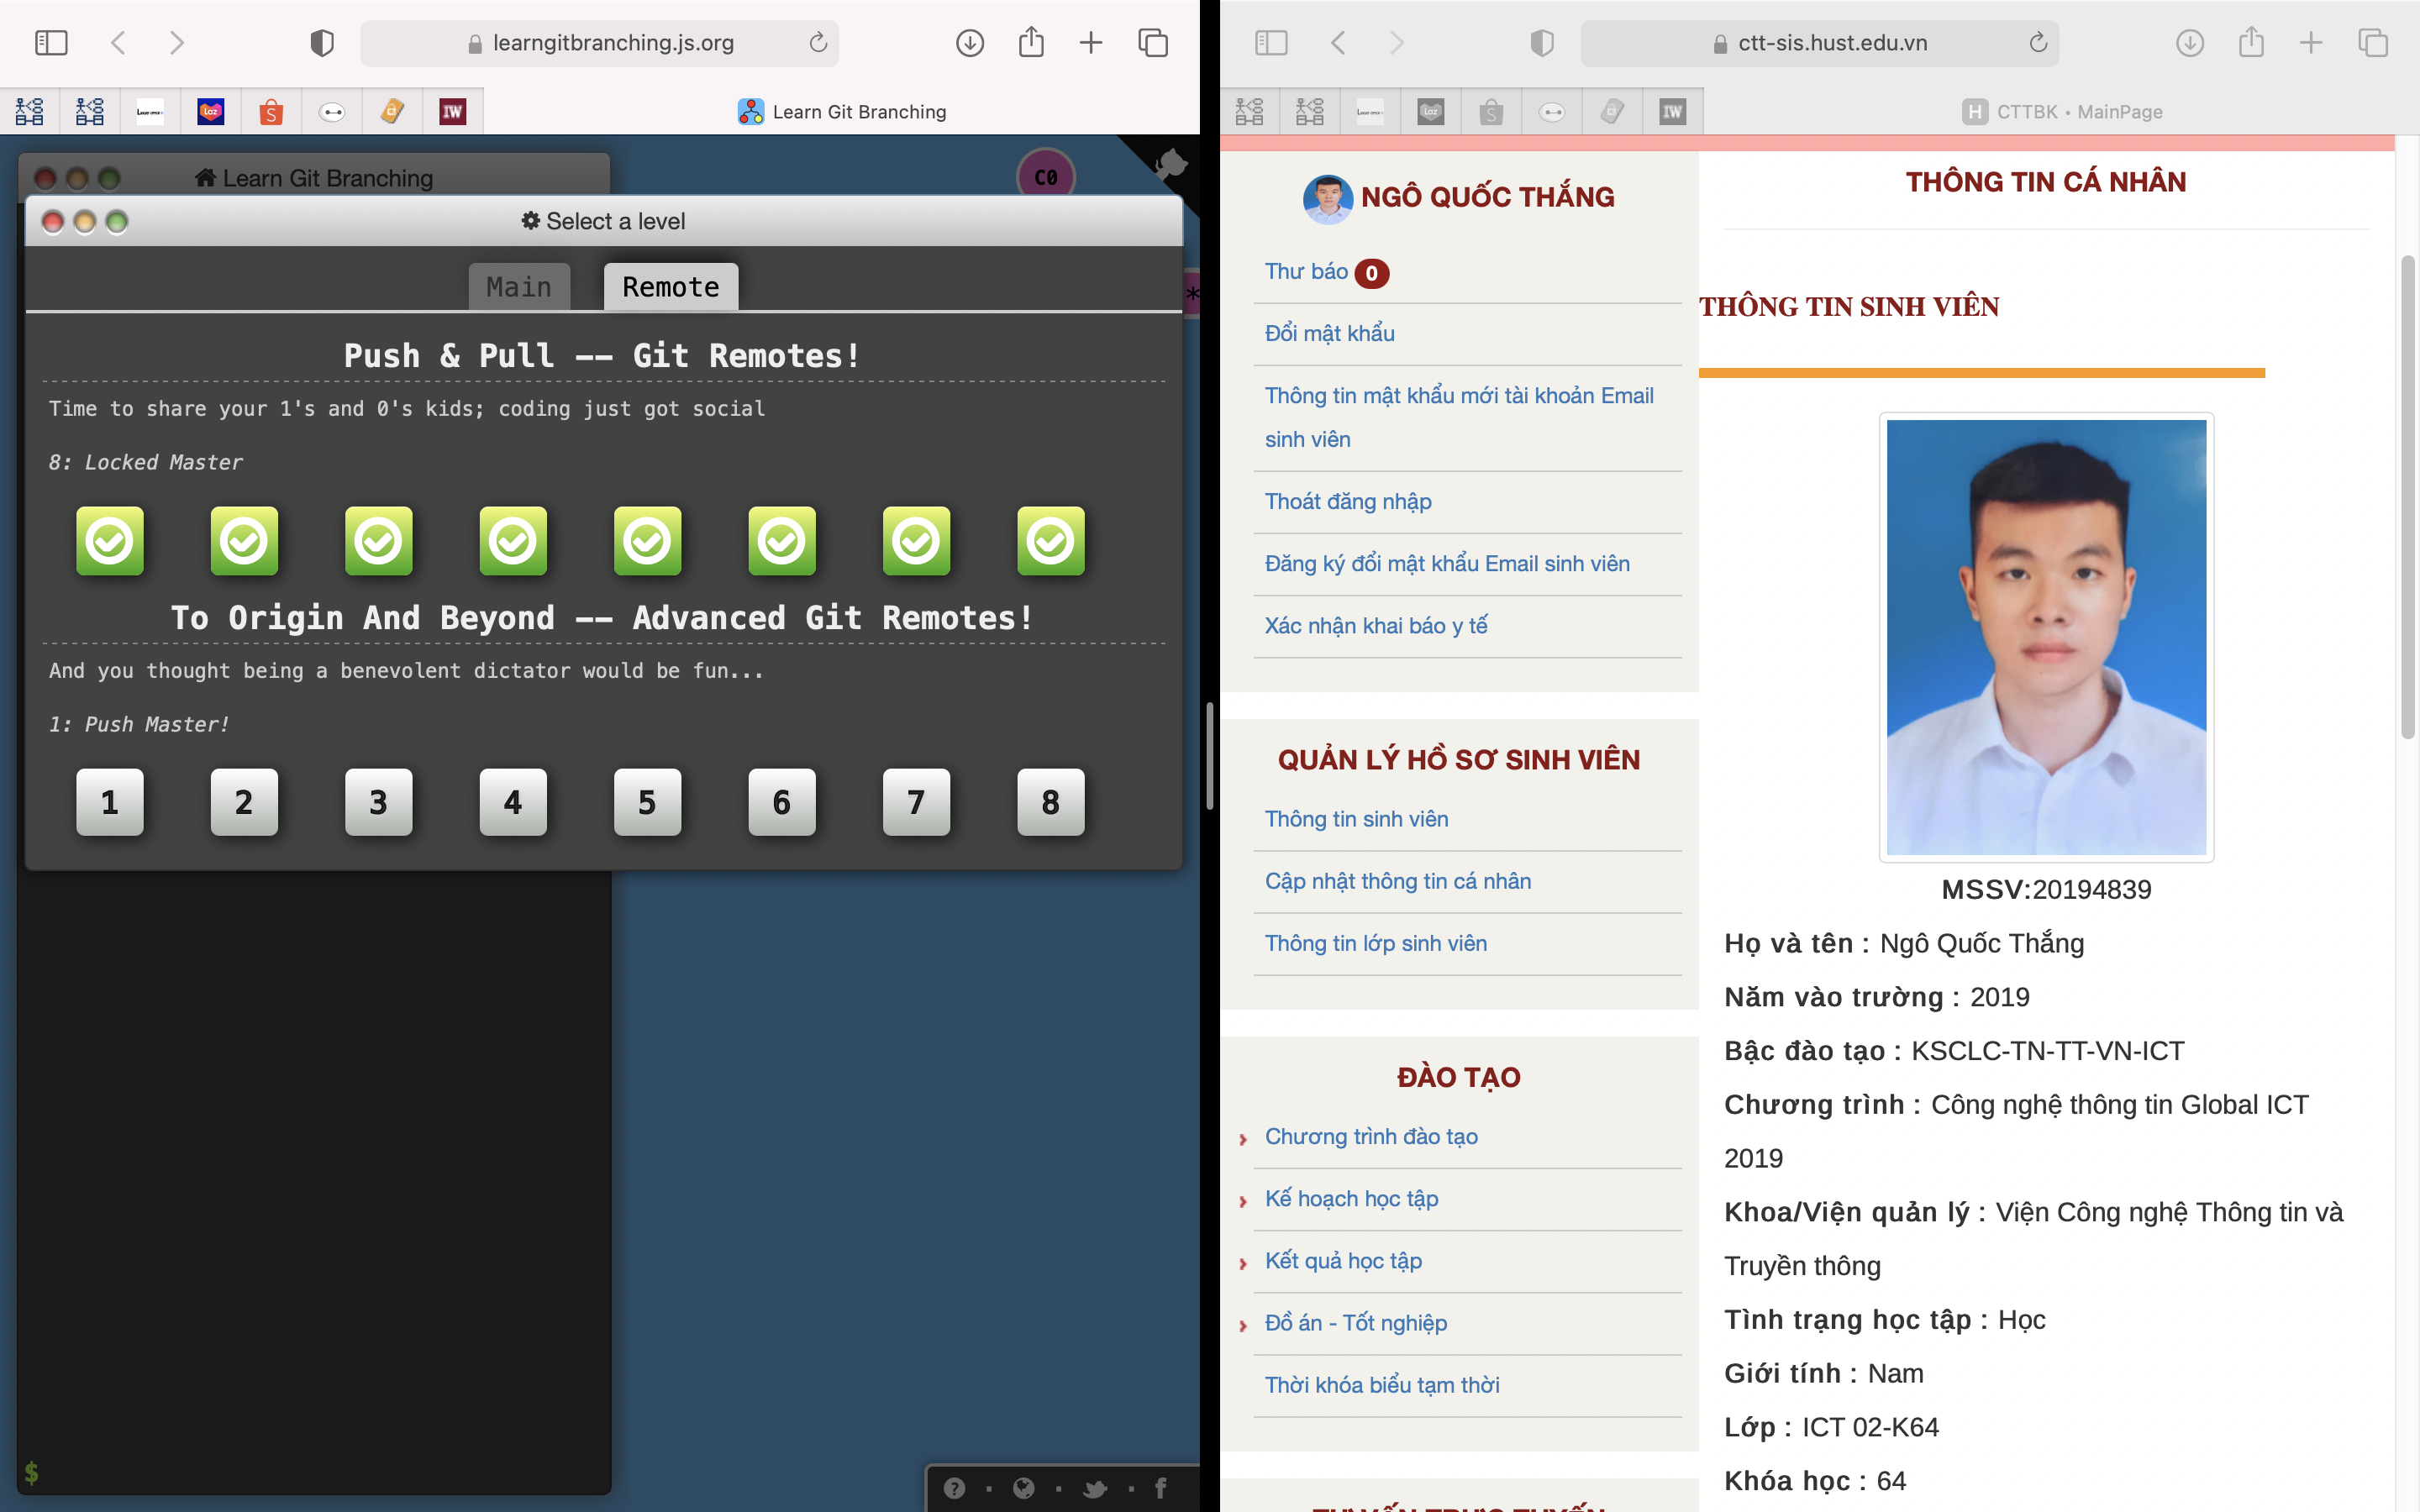 learngitbranching.js.org
Learn Git Branching
Learn Git Branching
C0
Select a level
Main
Remote
*
Push & Pull -- Git Remotes!
Time to share your 1's and 0's kids; coding just got social
8: Locked Master
To Origin And Beyond -- Advanced Git Remotes!
And you thought being a benevolent dictator would be fun...
1: Push Master!
1 2 3 4 5 6 7 8
$
ctt-sis.hust.edu.vn
CTTBK • MainPage
NGÔ QUỐC THẮNG
Thư báo 0
Đổi mật khẩu
Thông tin mật khẩu mới tài khoản Email
sinh viên
Thoát đăng nhập
Đăng ký đổi mật khẩu Email sinh viên
Xác nhận khai báo y tế
QUẢN LÝ HỒ SƠ SINH VIÊN
Thông tin sinh viên
Cập nhật thông tin cá nhân
Thông tin lớp sinh viên
ĐÀO TẠO
Chương trình đào tạo
Kế hoạch học tập
Kết quả học tập
Đồ án - Tốt nghiệp
Thời khóa biểu tạm thời
TƯ VẤN TRỰC TUYẾN
THÔNG TIN CÁ NHÂN
THÔNG TIN SINH VIÊN
MSSV:20194839
Họ và tên : Ngô Quốc Thắng
Năm vào trường : 2019
Bậc đào tạo : KSCLC-TN-TT-VN-ICT
Chương trình : Công nghệ thông tin Global ICT
2019
Khoa/Viện quản lý : Viện Công nghệ Thông tin và
Truyền thông
Tình trạng học tập : Học
Giới tính : Nam
Lớp : ICT 02-K64
Khóa học : 64